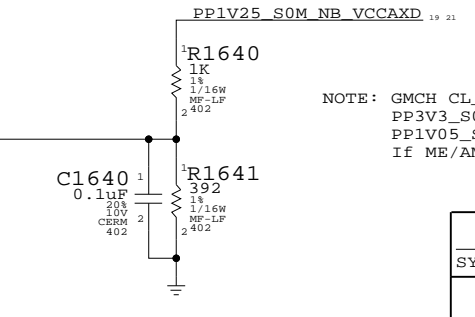 PP1V25_S0M_NB_VCCAXD 19 21
1
R1640
1K
1%
1/16W
MF-LF
402
2
NOTE: GMCH CL_
PP3V3_S0
PP1V05_S
If ME/AM
C1640
0.1uF
20%
10V
CERM
402
1
2
1
R1641
392
1%
1/16W
MF-LF
402
2
SY